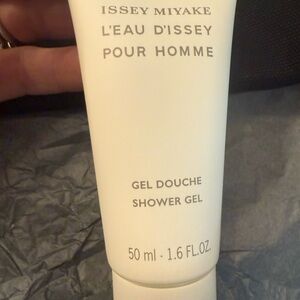 ISSEY MIYAKE
L'EAU D'ISSEY
POUR HOMME
GEL DOUCHE
SHOWER GEL
50 ml · 1.6 FL.OZ.